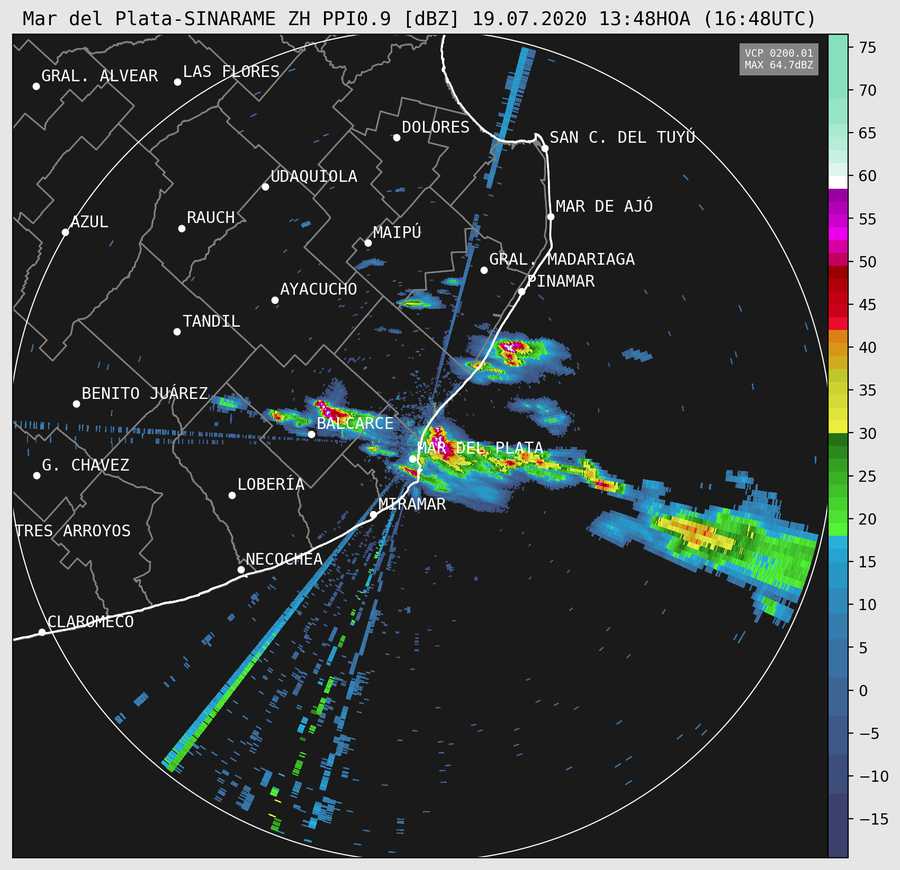 Mar del Plata-SINARAME ZH PPI0.9 [dBZ] 19.07.2020 13:48HOA (16:48UTC)
VCP 0200.01
MAX 64.7dBZ
GRAL. ALVEAR
LAS FLORES
DOLORES
SAN C. DEL TUYÚ
UDAQUIOLA
MAR DE AJÓ
AZUL
RAUCH
MAIPÚ
GRAL. MADARIAGA
PINAMAR
AYACUCHO
TANDIL
BENITO JUÁREZ
BALCARCE
MAR DEL PLATA
G. CHAVEZ
LOBERÍA
MIRAMAR
TRES ARROYOS
NECOCHEA
CLAROMECO
75
70
65
60
55
50
45
40
35
30
25
20
15
10
5
0
−5
−10
−15